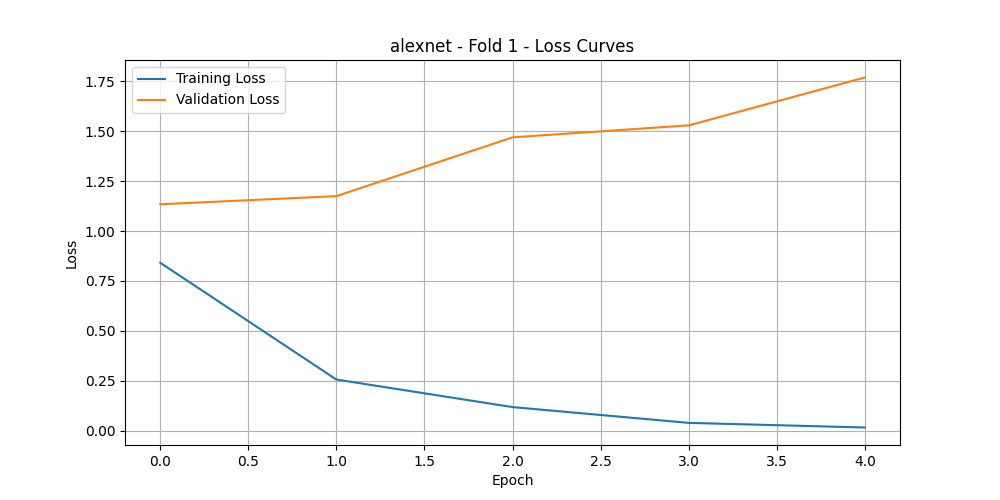 alexnet - Fold 1 - Loss Curves
Training Loss
Validation Loss
1.75
1.50
1.25
1.00
0.75
0.50
0.25
0.00
Loss
0.0 0.5 1.0 1.5 2.0 2.5 3.0 3.5 4.0
Epoch